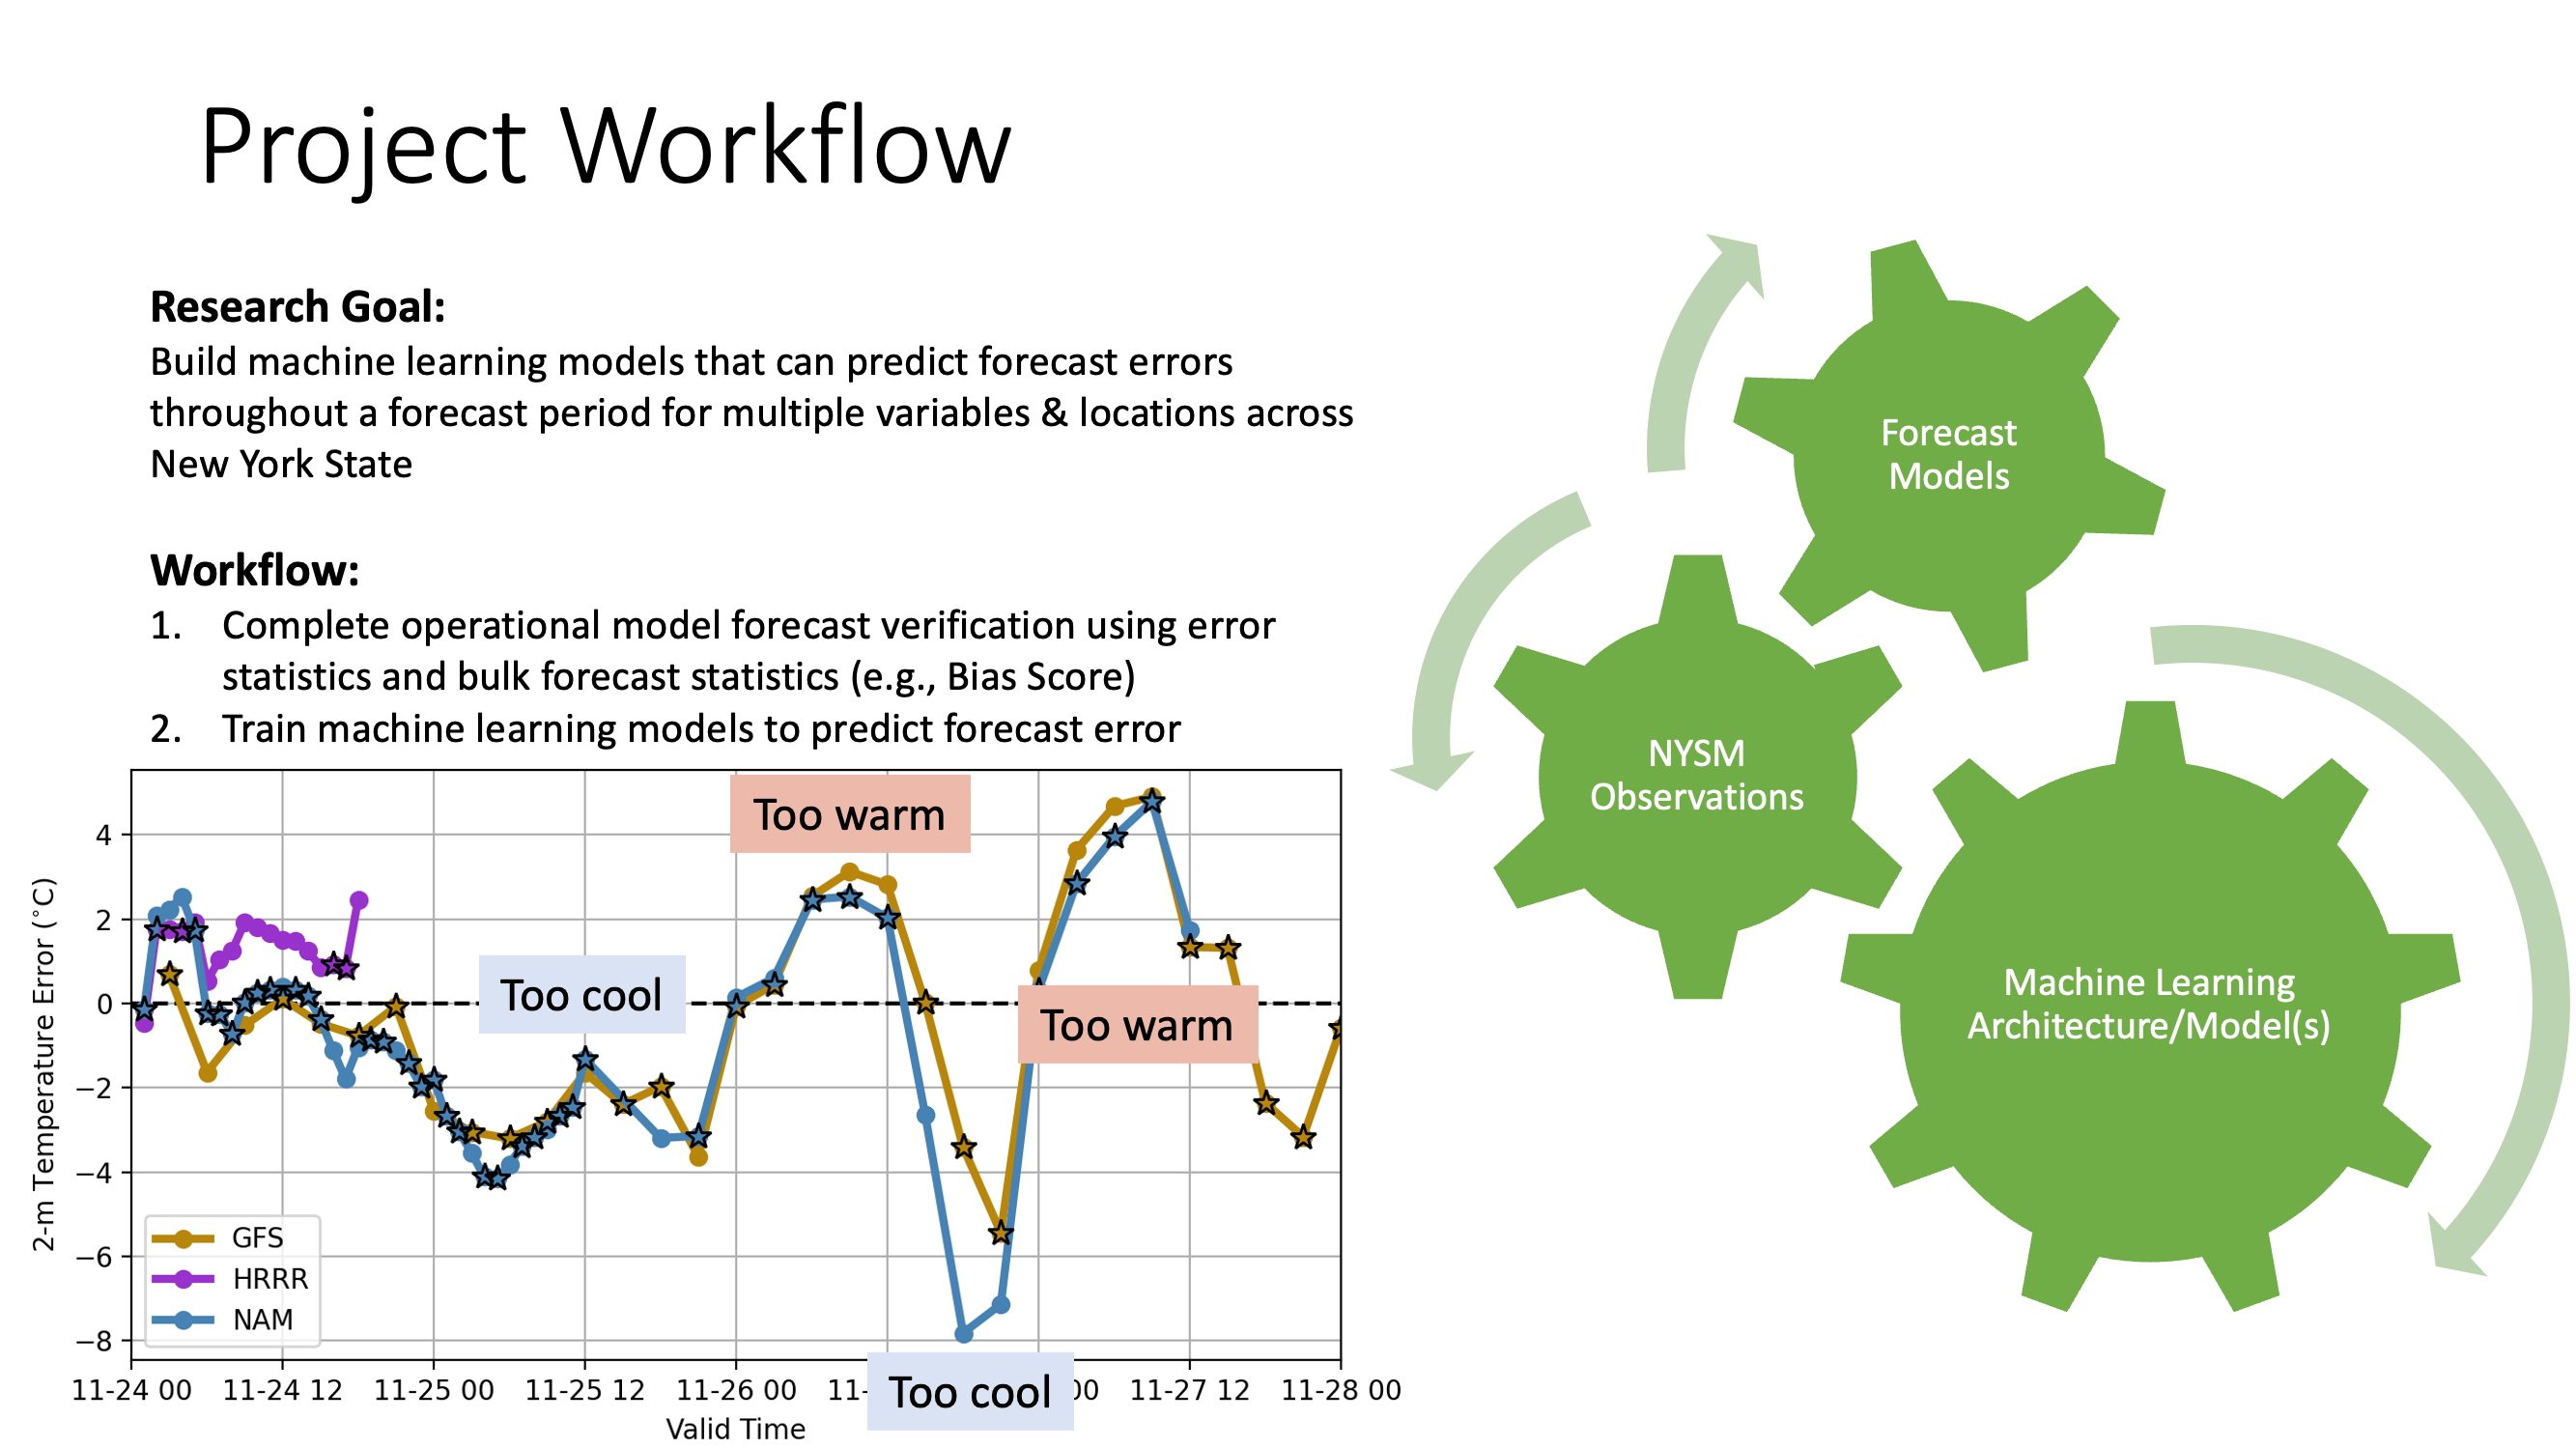 Project Workflow
Research Goal:
Build machine learning models that can predict forecast errors
throughout a forecast period for multiple variables & locations across
New York State
Workflow:
1. Complete operational model forecast verification using error
statistics and bulk forecast statistics (e.g., Bias Score)
2. Train machine learning models to predict forecast error
Too warm
Too cool
Too warm
Too cool
2-m Temperature Error (°C)
4
2
0
−2
−4
−6
−8
GFS
HRRR
NAM
11-24 00
11-24 12
11-25 00
11-25 12
11-26 00
11-27 12
11-28 00
Valid Time
Forecast
Models
NYSM
Observations
Machine Learning
Architecture/Model(s)